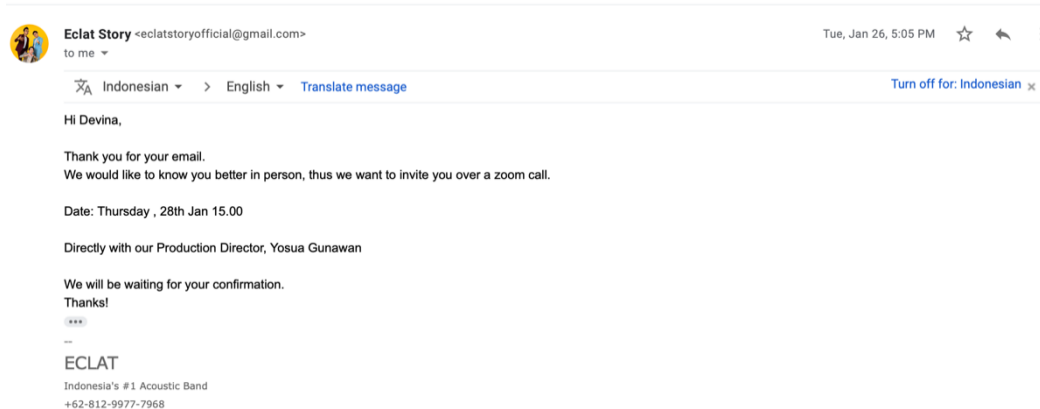 Eclat Story <eclatstoryofficial@gmail.com>
Tue, Jan 26, 5:05 PM
to me
Indonesian > English Translate message
Turn off for: Indonesian ×
Hi Devina,
Thank you for your email.
We would like to know you better in person, thus we want to invite you over a zoom call.
Date: Thursday , 28th Jan 15.00
Directly with our Production Director, Yosua Gunawan
We will be waiting for your confirmation.
Thanks!
•••
--
ECLAT
Indonesia's #1 Acoustic Band
+62-812-9977-7968